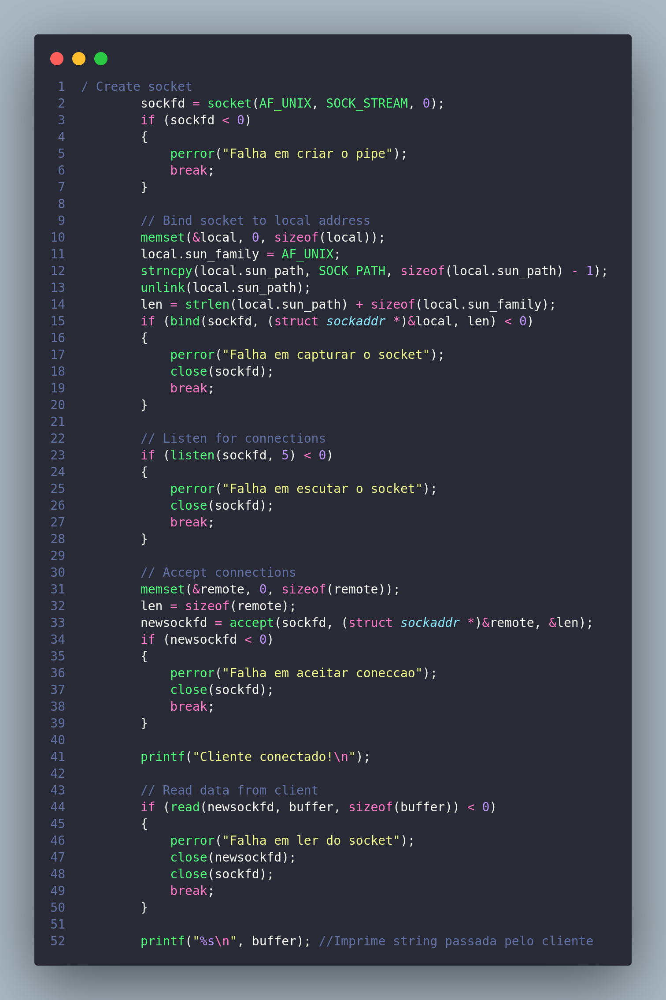 1 / Create socket
2 sockfd = socket(AF_UNIX, SOCK_STREAM, 0);
3 if (sockfd < 0)
4 {
5 perror("Falha em criar o pipe");
6 break;
7 }
8
9 // Bind socket to local address
10 memset(&local, 0, sizeof(local));
11 local.sun_family = AF_UNIX;
12 strncpy(local.sun_path, SOCK_PATH, sizeof(local.sun_path) - 1);
13 unlink(local.sun_path);
14 len = strlen(local.sun_path) + sizeof(local.sun_family);
15 if (bind(sockfd, (struct sockaddr *)&local, len) < 0)
16 {
17 perror("Falha em capturar o socket");
18 close(sockfd);
19 break;
20 }
21
22 // Listen for connections
23 if (listen(sockfd, 5) < 0)
24 {
25 perror("Falha em escutar o socket");
26 close(sockfd);
27 break;
28 }
29
30 // Accept connections
31 memset(&remote, 0, sizeof(remote));
32 len = sizeof(remote);
33 newsockfd = accept(sockfd, (struct sockaddr *)&remote, &len);
34 if (newsockfd < 0)
35 {
36 perror("Falha em aceitar coneccao");
37 close(sockfd);
38 break;
39 }
40
41 printf("Cliente conectado!\n");
42
43 // Read data from client
44 if (read(newsockfd, buffer, sizeof(buffer)) < 0)
45 {
46 perror("Falha em ler do socket");
47 close(newsockfd);
48 close(sockfd);
49 break;
50 }
51
52 printf("%s\n", buffer); //Imprime string passada pelo cliente